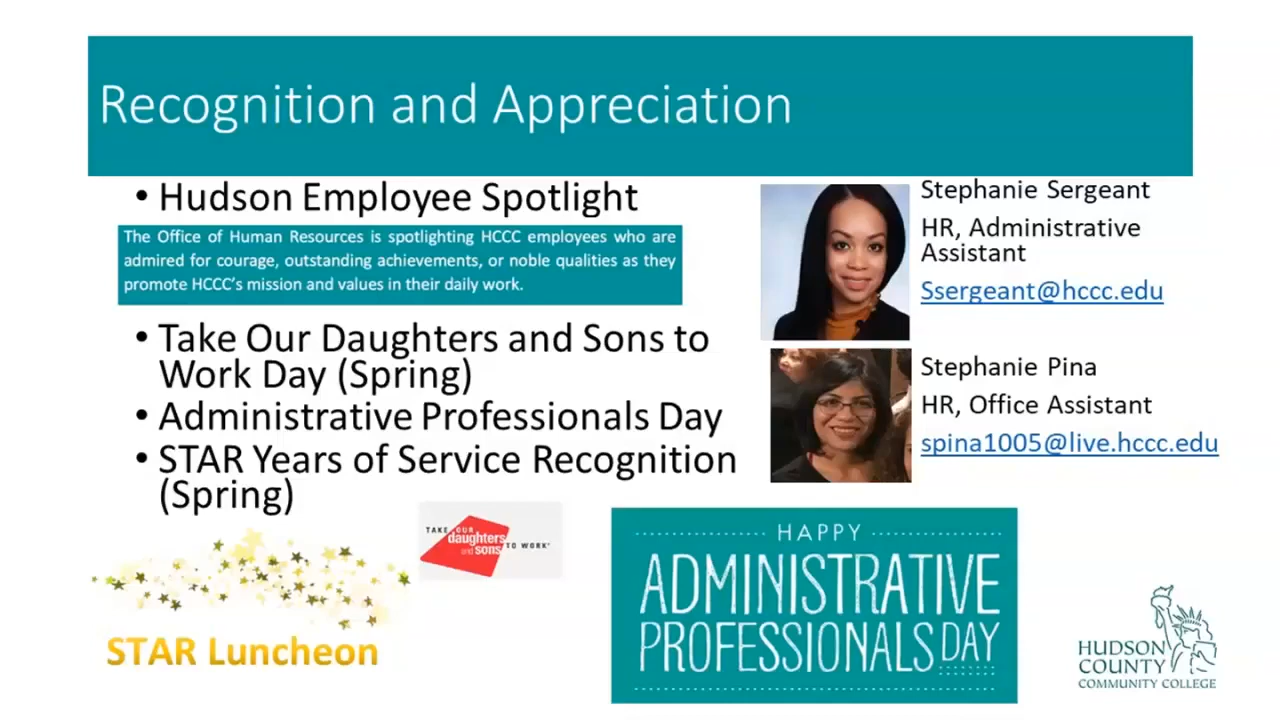 Recognition and Appreciation
• Hudson Employee Spotlight
The Office of Human Resources is spotlighting HCCC employees who are
admired for courage, outstanding achievements, or noble qualities as they
promote HCCC's mission and values in their daily work.
• Take Our Daughters and Sons to
Work Day (Spring)
• Administrative Professionals Day
• STAR Years of Service Recognition
(Spring)
Stephanie Sergeant
HR, Administrative
Assistant
Ssergeant@hccc.edu
Stephanie Pina
HR, Office Assistant
spina1005@live.hccc.edu
STAR Luncheon
TAKE OUR
daughters
and sons TO WORK
HAPPY
ADMINISTRATIVE
PROFESSIONALS DAY
HUDSON
COUNTY
COMMUNITY COLLEGE